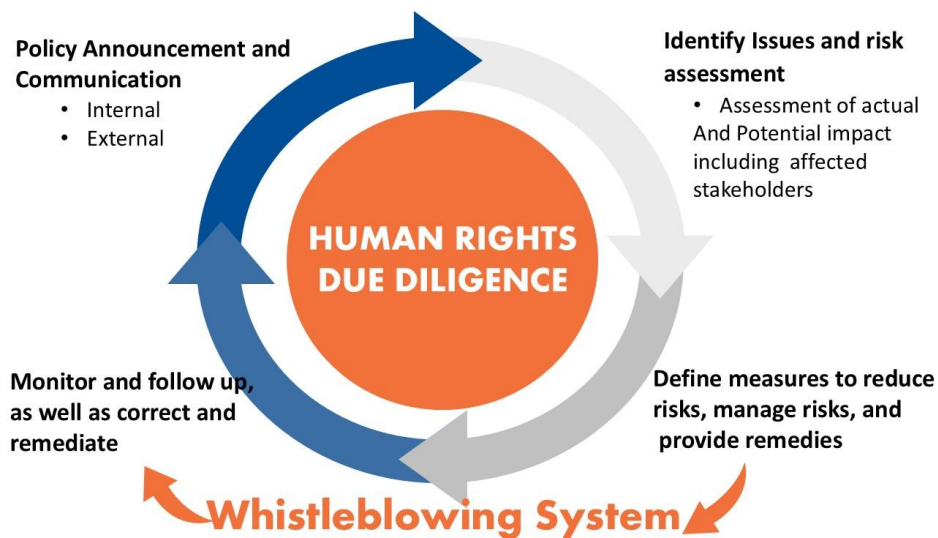 Policy Announcement and
Communication
• Internal
• External
Identify Issues and risk
assessment
• Assessment of actual
And Potential impact
including affected
stakeholders
HUMAN RIGHTS
DUE DILIGENCE
Define measures to reduce
risks, manage risks, and
provide remedies
Monitor and follow up,
as well as correct and
remediate
Whistleblowing System